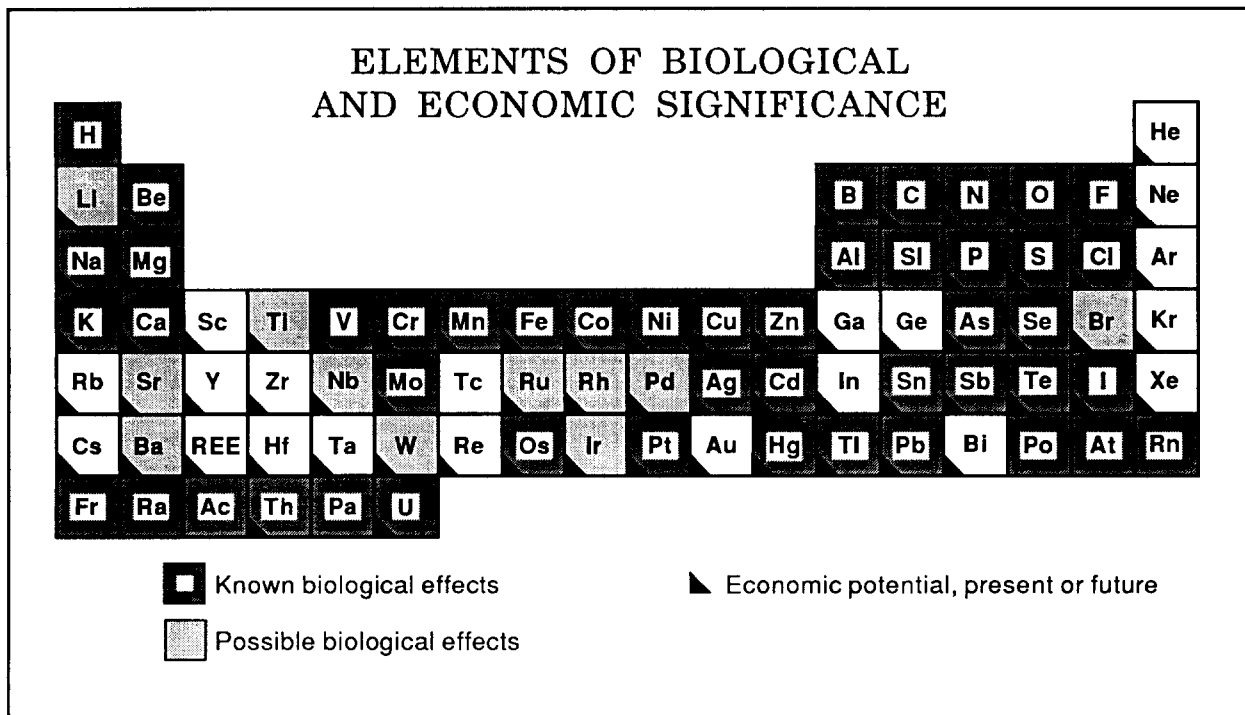 ELEMENTS OF BIOLOGICAL
AND ECONOMIC SIGNIFICANCE
H He
Li Be B C N O F Ne
Na Mg Al Si P S Cl Ar
K Ca Sc Ti V Cr Mn Fe Co Ni Cu Zn Ga Ge As Se Br Kr
Rb Sr Y Zr Nb Mo Tc Ru Rh Pd Ag Cd In Sn Sb Te I Xe
Cs Ba REE Hf Ta W Re Os Ir Pt Au Hg Tl Pb Bi Po At Rn
Fr Ra Ac Th Pa U
Known biological effects
Economic potential, present or future
Possible biological effects